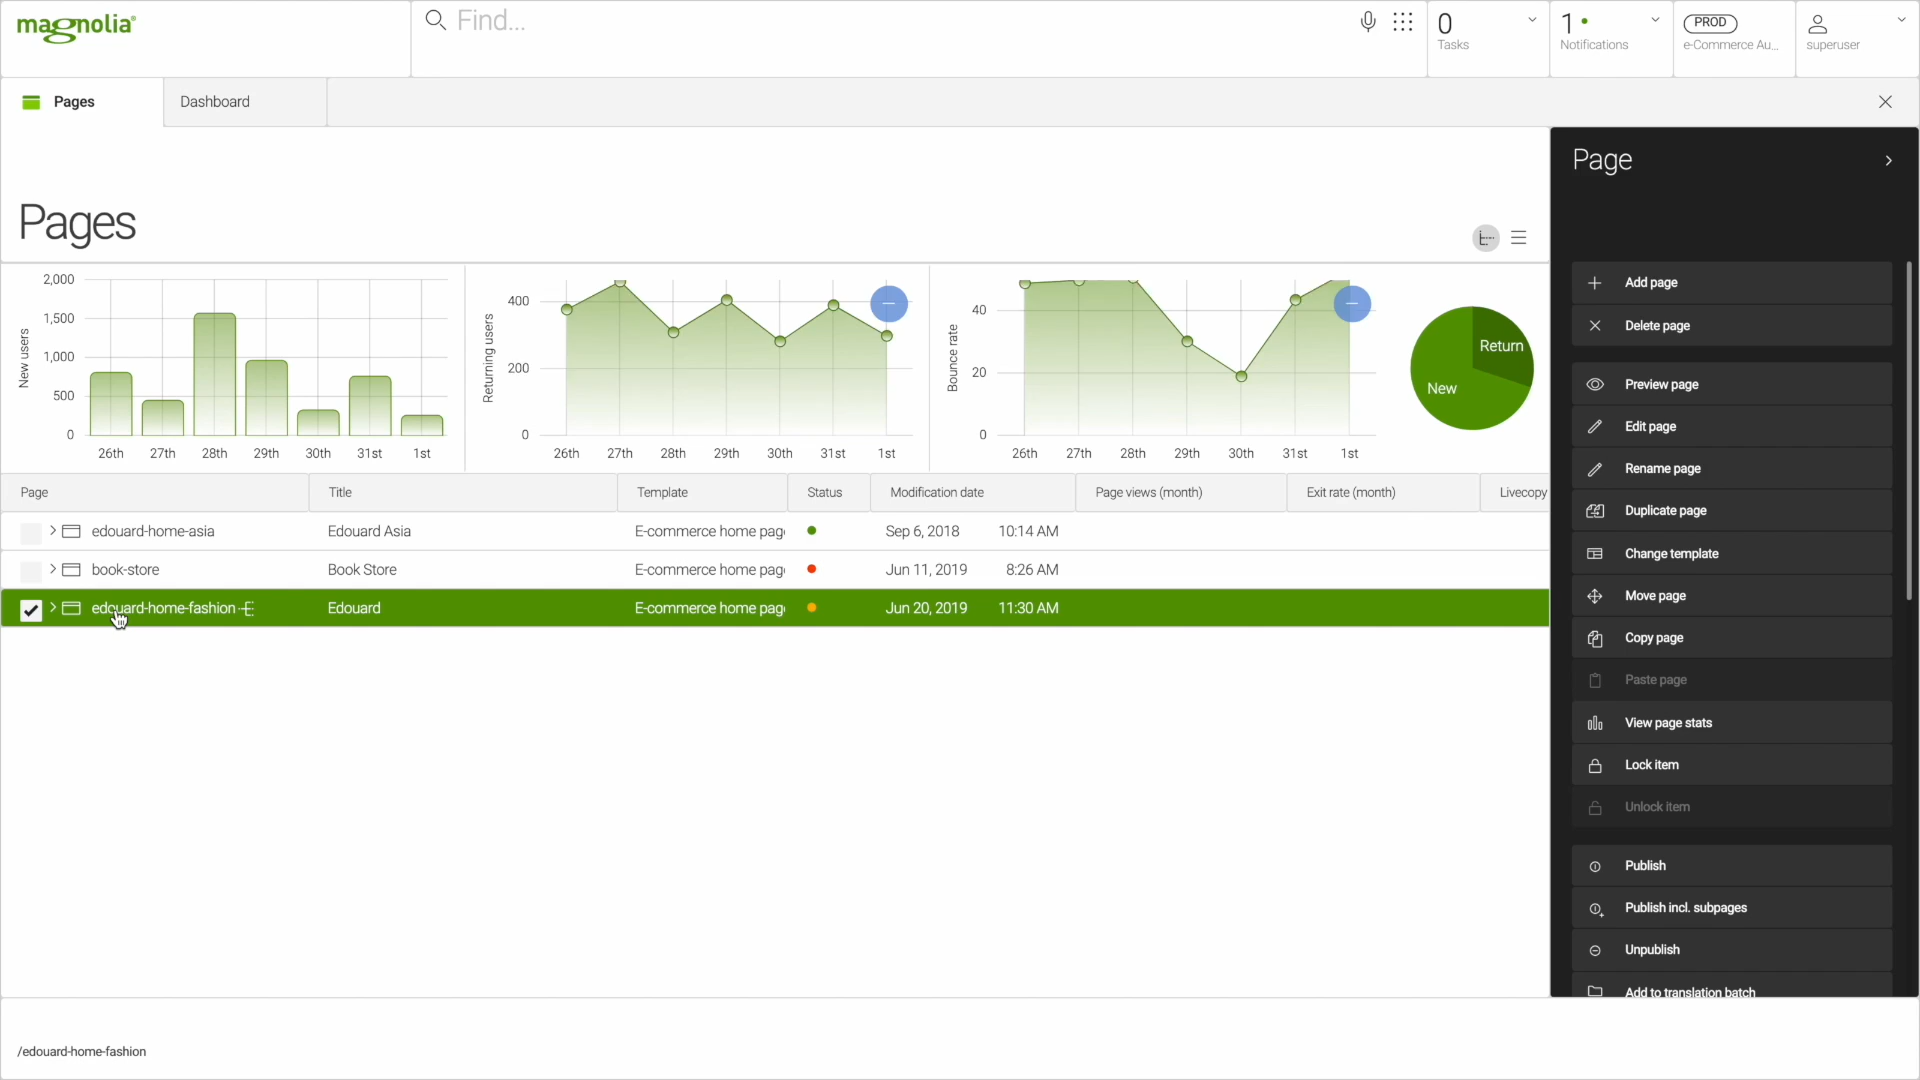 magnolia®
Find...
0
Tasks
1
Notifications
PROD
e-Commerce Au...
superuser
Pages
Dashboard
Pages
2,000
1,500
1,000
500
0
New users
26th 27th 28th 29th 30th 31st 1st
400
200
0
Returning users
26th 27th 28th 29th 30th 31st 1st
40
20
0
Bounce rate
26th 27th 28th 29th 30th 31st 1st
Return
New
Page Title Template Status Modification date Page views (month) Exit rate (month) Livecopy
edouard-home-asia Edouard Asia E-commerce home pag Sep 6, 2018 10:14 AM
book-store Book Store E-commerce home pag Jun 11, 2019 8:26 AM
edouard-home-fashion Edouard E-commerce home pag Jun 20, 2019 11:30 AM
Page
Add page
Delete page
Preview page
Edit page
Rename page
Duplicate page
Change template
Move page
Copy page
Paste page
View page stats
Lock item
Unlock item
Publish
Publish incl. subpages
Unpublish
Add to translation batch
/edouard-home-fashion